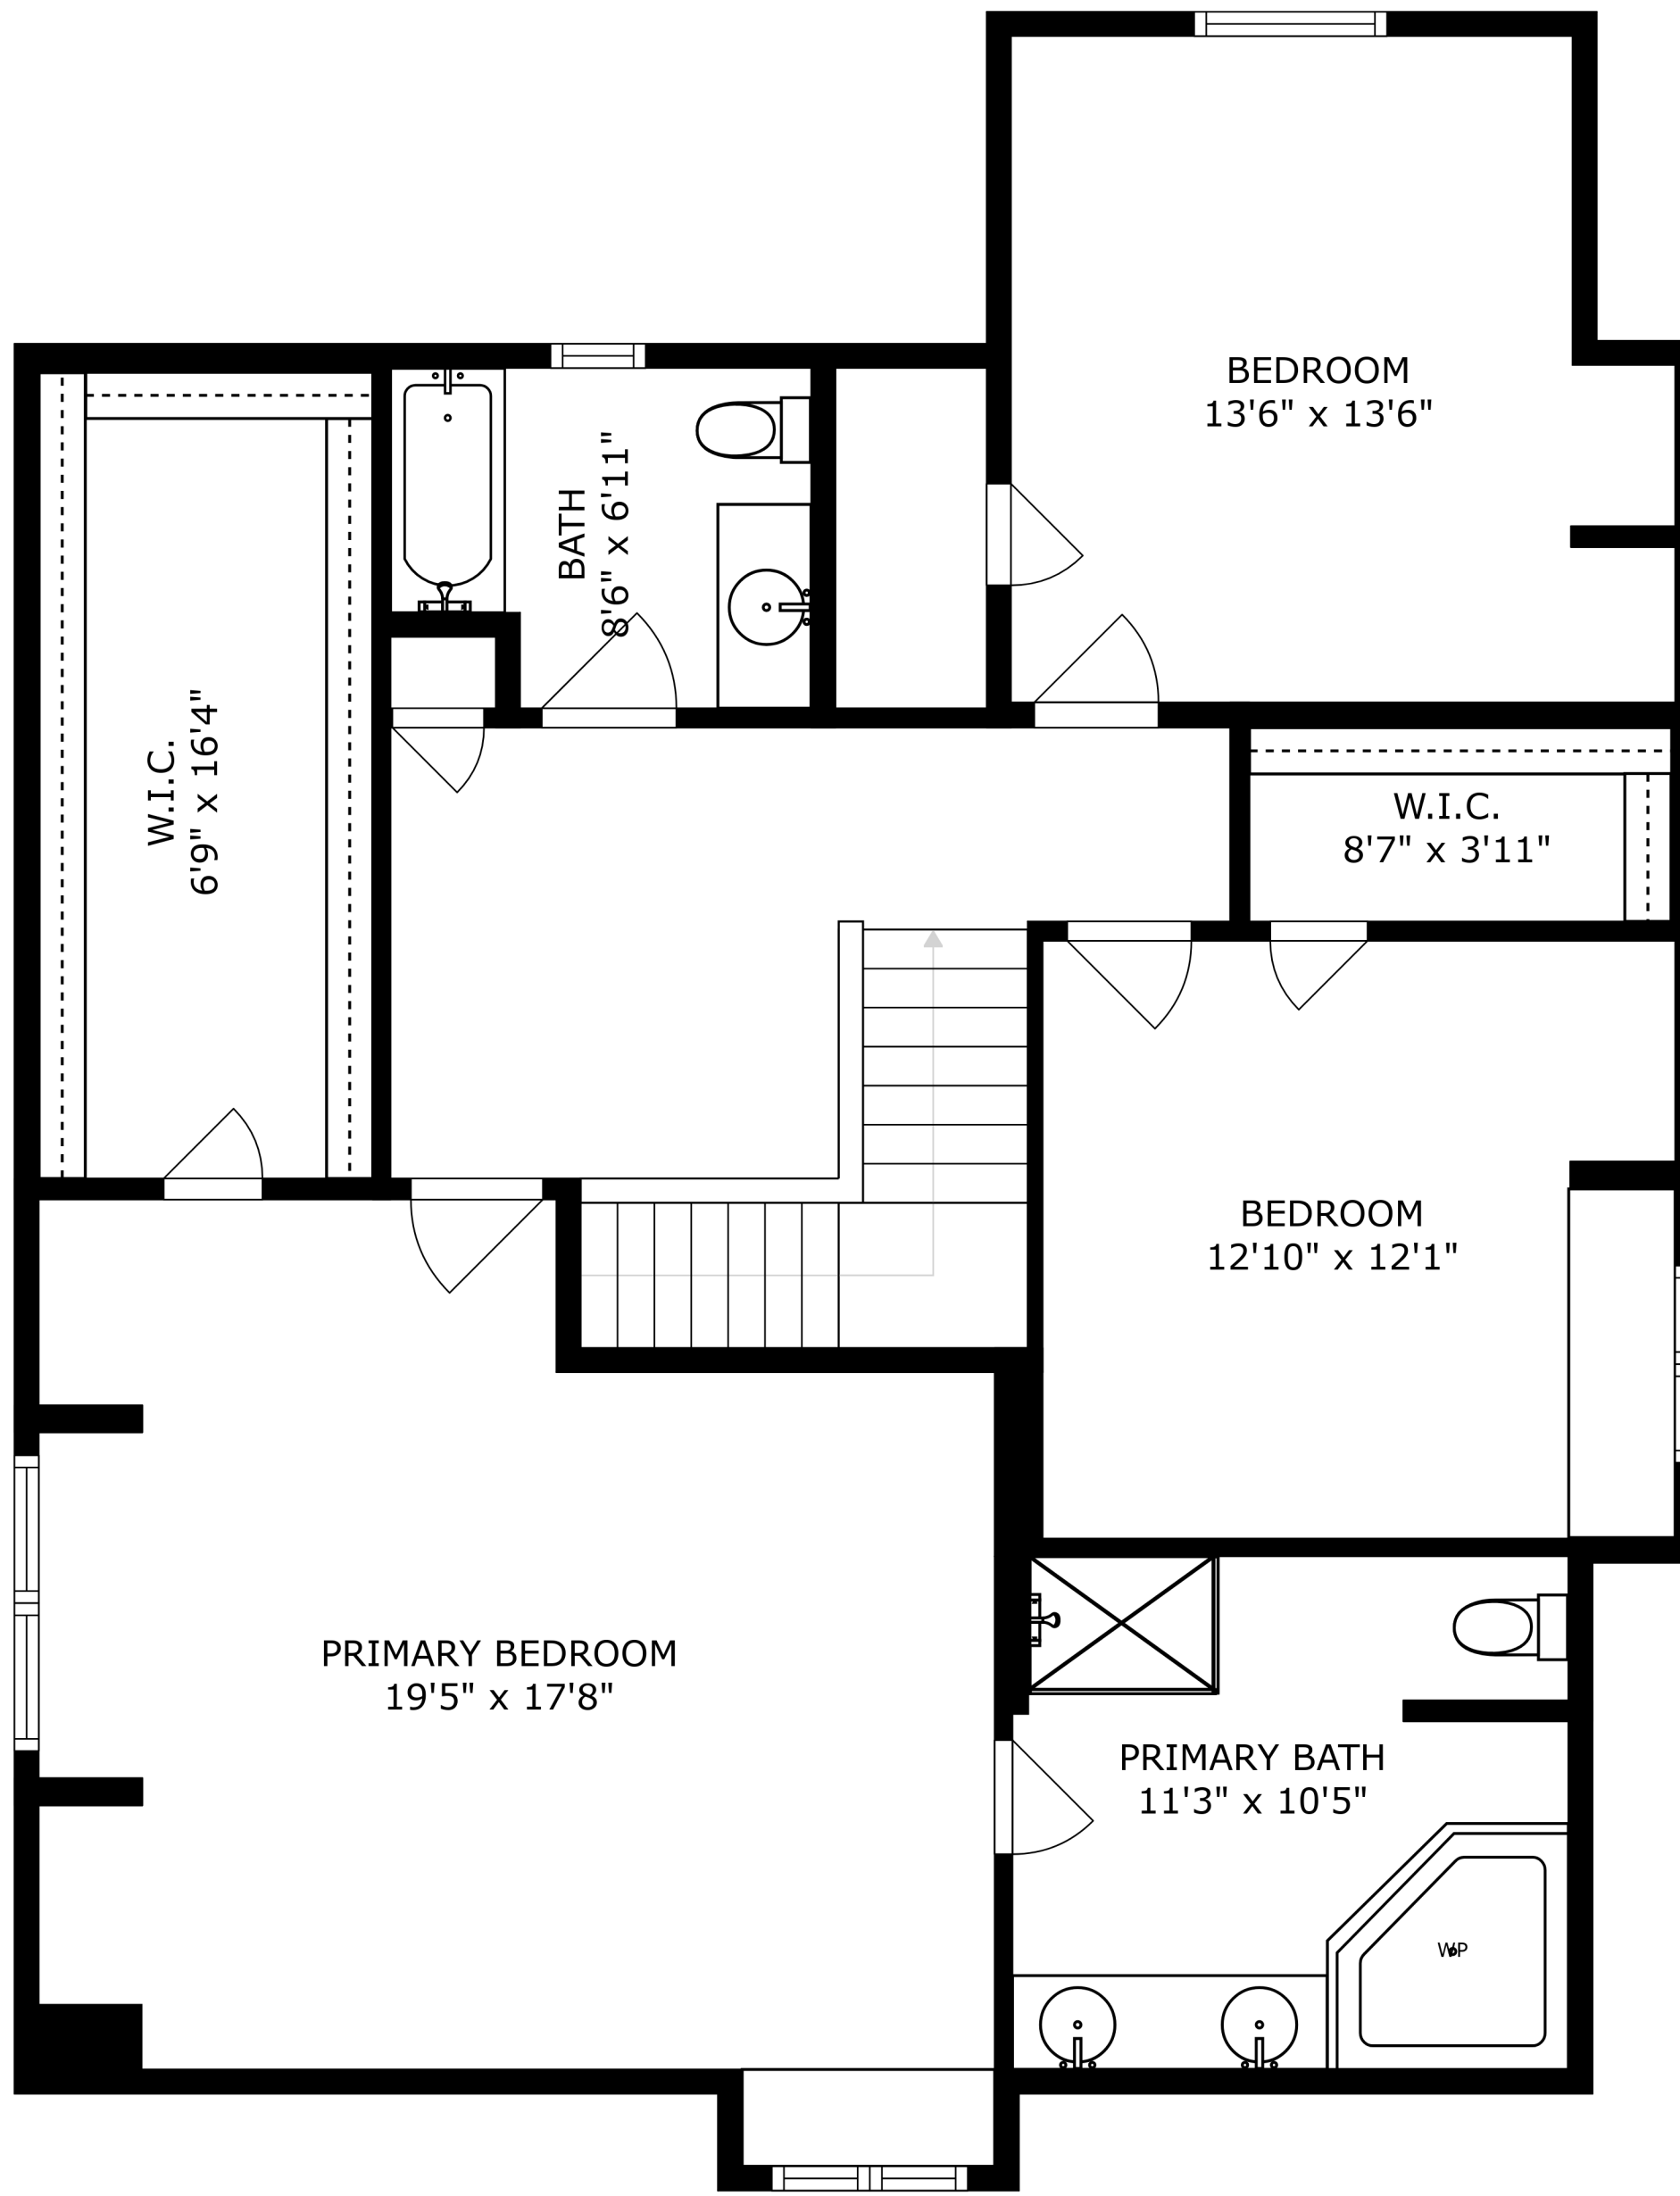 BEDROOM
13'6" x 13'6"
BATH
8'6" x 6'11"
W.I.C.
6'9" x 16'4"
W.I.C.
8'7" x 3'11"
BEDROOM
12'10" x 12'1"
PRIMARY BEDROOM
19'5" x 17'8"
PRIMARY BATH
11'3" x 10'5"
WP